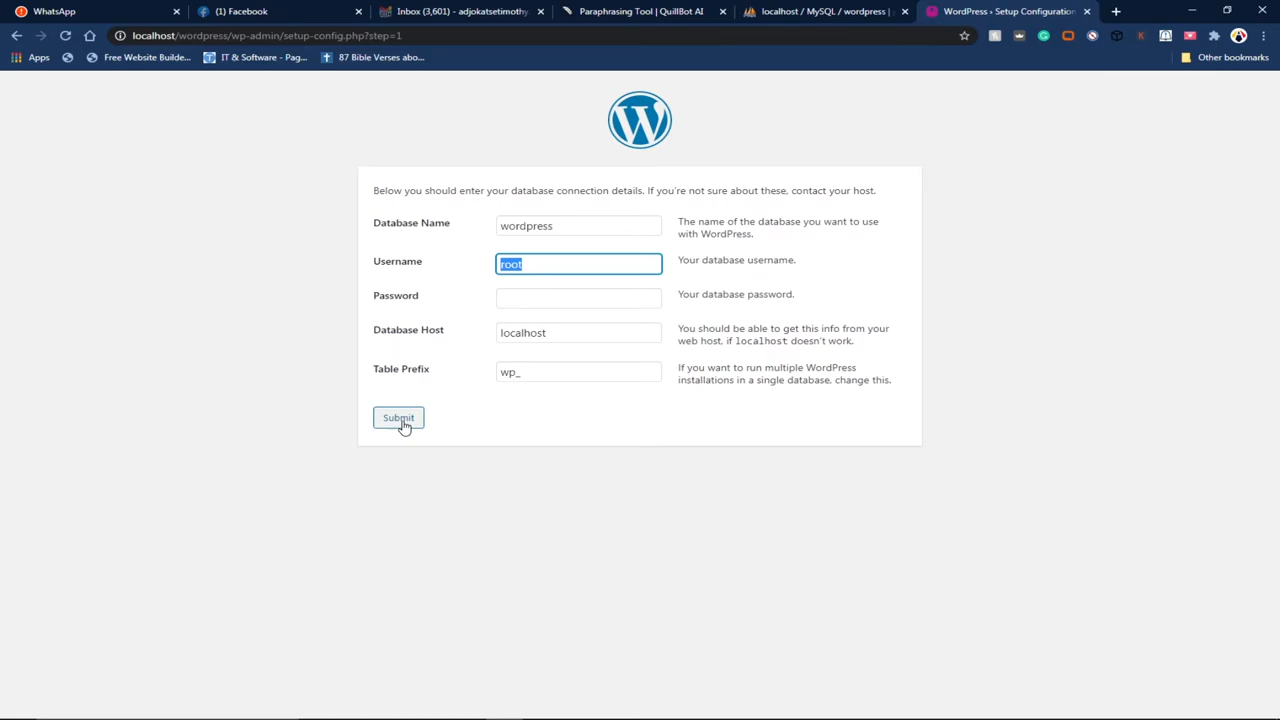 WhatsApp
(1) Facebook
Inbox (3,601) - adjokatsetimothy
Paraphrasing Tool | QuillBot AI
localhost / MySQL / wordpress |
WordPress › Setup Configuration
localhost/wordpress/wp-admin/setup-config.php?step=1
Apps
Free Website Builde...
IT & Software - Pag...
87 Bible Verses abo...
Other bookmarks
Below you should enter your database connection details. If you're not sure about these, contact your host.
Database Name
wordpress
The name of the database you want to use
with WordPress.
Username
root
Your database username.
Password
Your database password.
Database Host
localhost
You should be able to get this info from your
web host, if localhost doesn't work.
Table Prefix
wp_
If you want to run multiple WordPress
installations in a single database, change this.
Submit